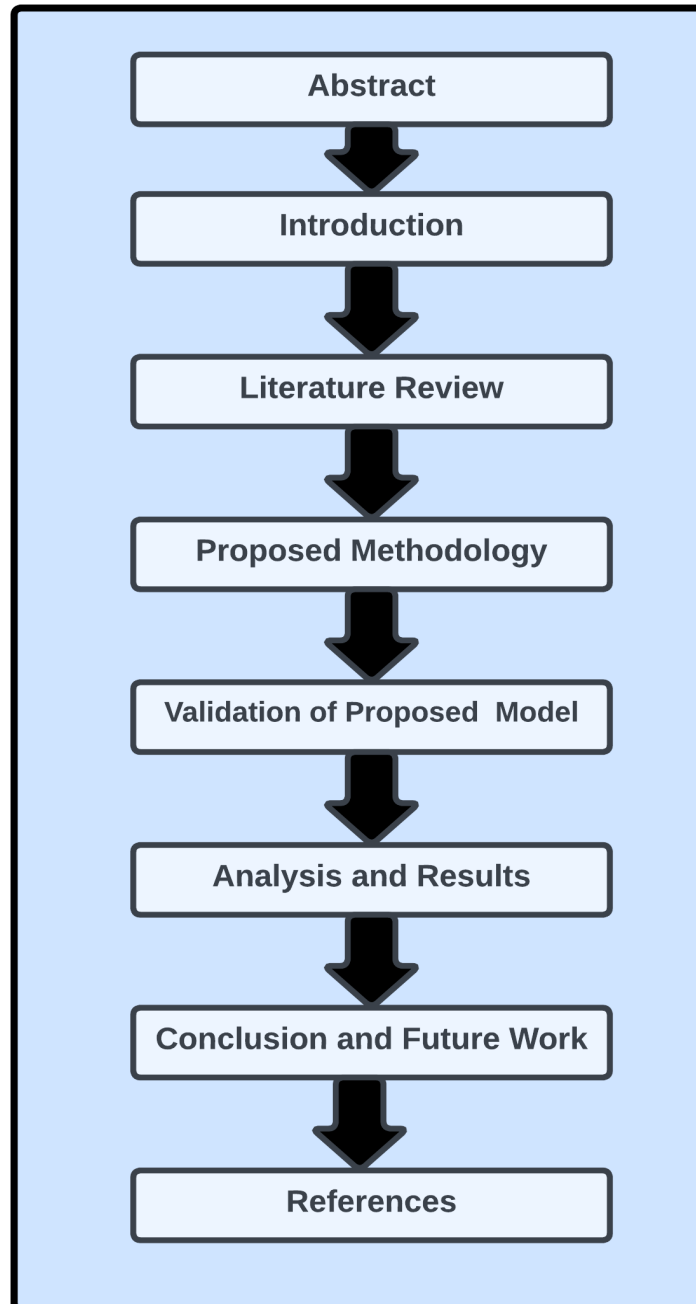 Abstract
Introduction
Literature Review
Proposed Methodology
Validation of Proposed  Model
Analysis and Results
Conclusion and Future Work
References